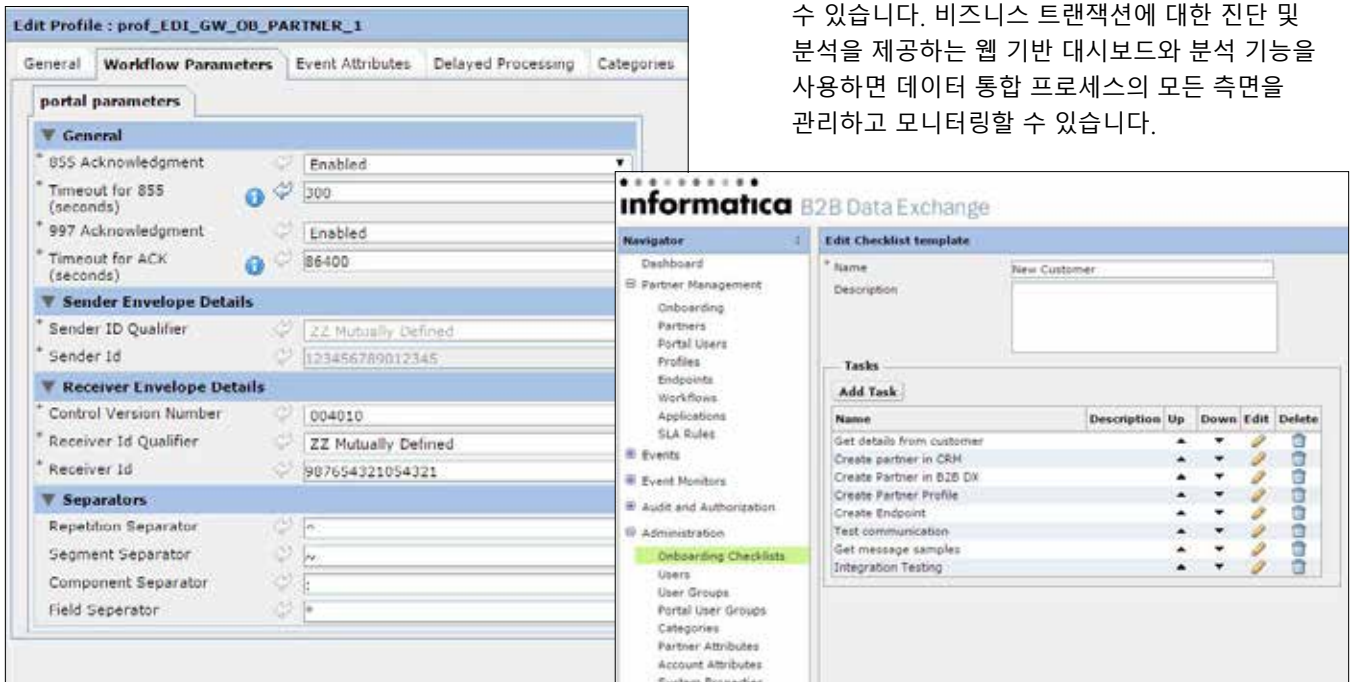 수 있습니다. 비즈니스 트랜잭션에 대한 진단 및
분석을 제공하는 웹 기반 대시보드와 분석 기능을
사용하면 데이터 통합 프로세스의 모든 측면을
관리하고 모니터링할 수 있습니다.
Edit Profile : prof_EDI_GW_OB_PARTNER_1
General Workflow Parameters Event Attributes Delayed Processing Categories
portal parameters
General
* 855 Acknowledgment Enabled
* Timeout for 855 (seconds) 300
* 997 Acknowledgment Enabled
* Timeout for ACK (seconds) 86400
Sender Envelope Details
* Sender ID Qualifier ZZ Mutually Defined
* Sender Id 123456789012345
Receiver Envelope Details
* Control Version Number 004010
* Receiver Id Qualifier ZZ Mutually Defined
* Receiver Id 987654321054321
Separators
Repetition Separator ^
Segment Separator ~
Component Separator :
Field Seperator *
informatica B2B Data Exchange
Navigator
Dashboard
Partner Management
Onboarding
Partners
Portal Users
Profiles
Endpoints
Workflows
Applications
SLA Rules
Events
Event Monitors
Audit and Authorization
Administration
Onboarding Checklists
Users
User Groups
Portal User Groups
Categories
Partner Attributes
Account Attributes
System Properties
Edit Checklist template
* Name New Customer
Description
Tasks
Add Task
Name Description Up Down Edit Delete
Get details from customer
Create partner in CRM
Create Partner in B2B DX
Create Partner Profile
Create Endpoint
Test communication
Get message samples
Integration Testing